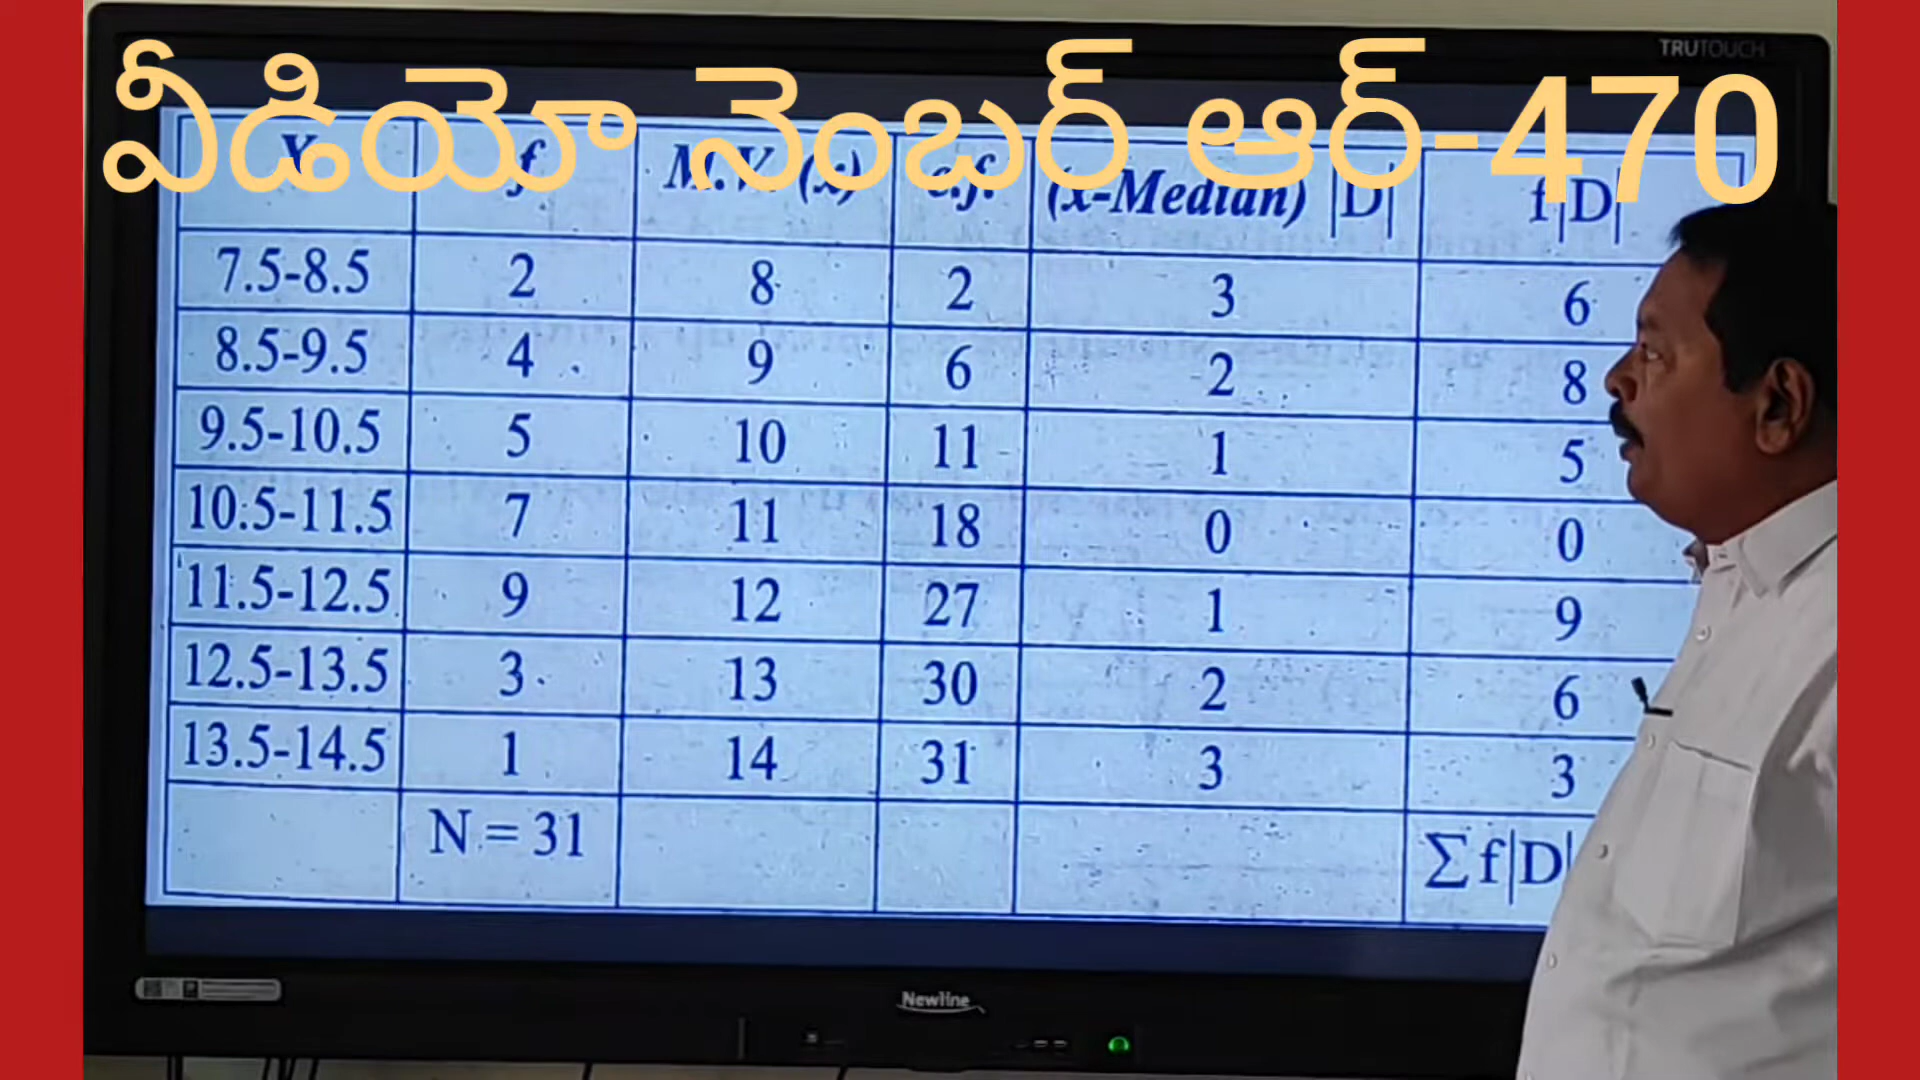 TRUTOUCH
వీడియో నెంబర్ ఆర్-470
X f M.V. (x) c.f. (x-Median) |D| f|D|
7.5-8.5 2 8 2 3 6
8.5-9.5 4 9 6 2 8
9.5-10.5 5 10 11 1 5
10.5-11.5 7 11 18 0 0
11.5-12.5 9 12 27 1 9
12.5-13.5 3 13 30 2 6
13.5-14.5 1 14 31 3 3
N = 31 ∑f|D|
Newline